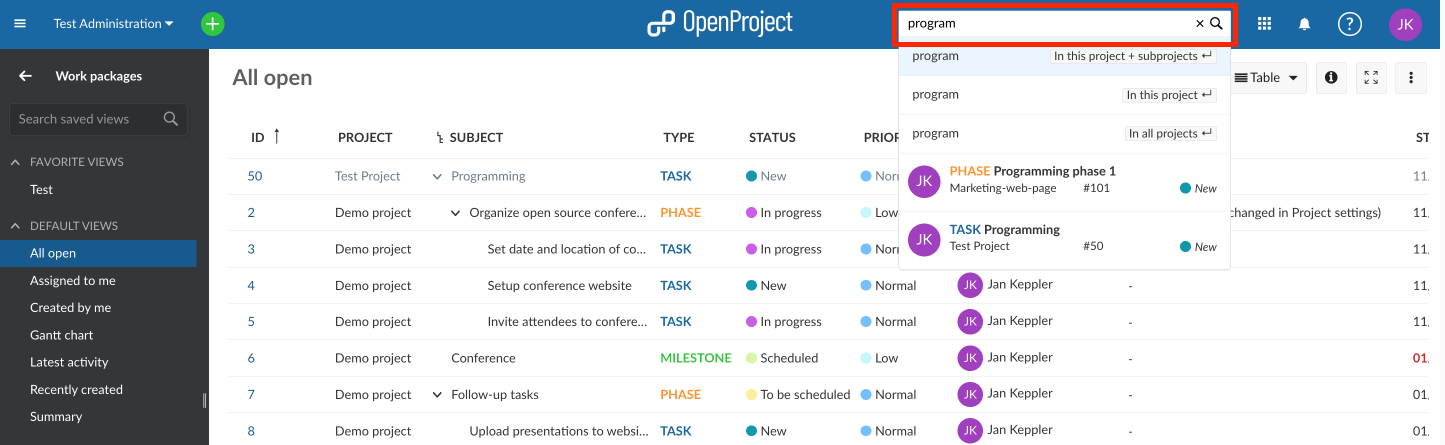 Test Administration
OpenProject
program
JK
Work packages
Search saved views
FAVORITE VIEWS
Test
DEFAULT VIEWS
All open
Assigned to me
Created by me
Gantt chart
Latest activity
Recently created
Summary
All open
Table
program In this project + subprojects
program In this project
program In all projects
JK PHASE Programming phase 1
Marketing-web-page #101 New
JK TASK Programming
Test Project #50 New
ID PROJECT SUBJECT TYPE STATUS PRIOR ST
50 Test Project Programming TASK New Norr 11.
2 Demo project Organize open source confere... PHASE In progress Low changed in Project settings) 11.
3 Demo project Set date and location of co... TASK In progress Norr 11.
4 Demo project Setup conference website TASK New Normal JK Jan Keppler - 11.
5 Demo project Invite attendees to confere... TASK In progress Normal JK Jan Keppler - 11.
6 Demo project Conference MILESTONE Scheduled Low JK Jan Keppler - 01.
7 Demo project Follow-up tasks PHASE To be scheduled Normal JK Jan Keppler - 01.
8 Demo project Upload presentations to websi... TASK New Normal JK Jan Keppler - 01.